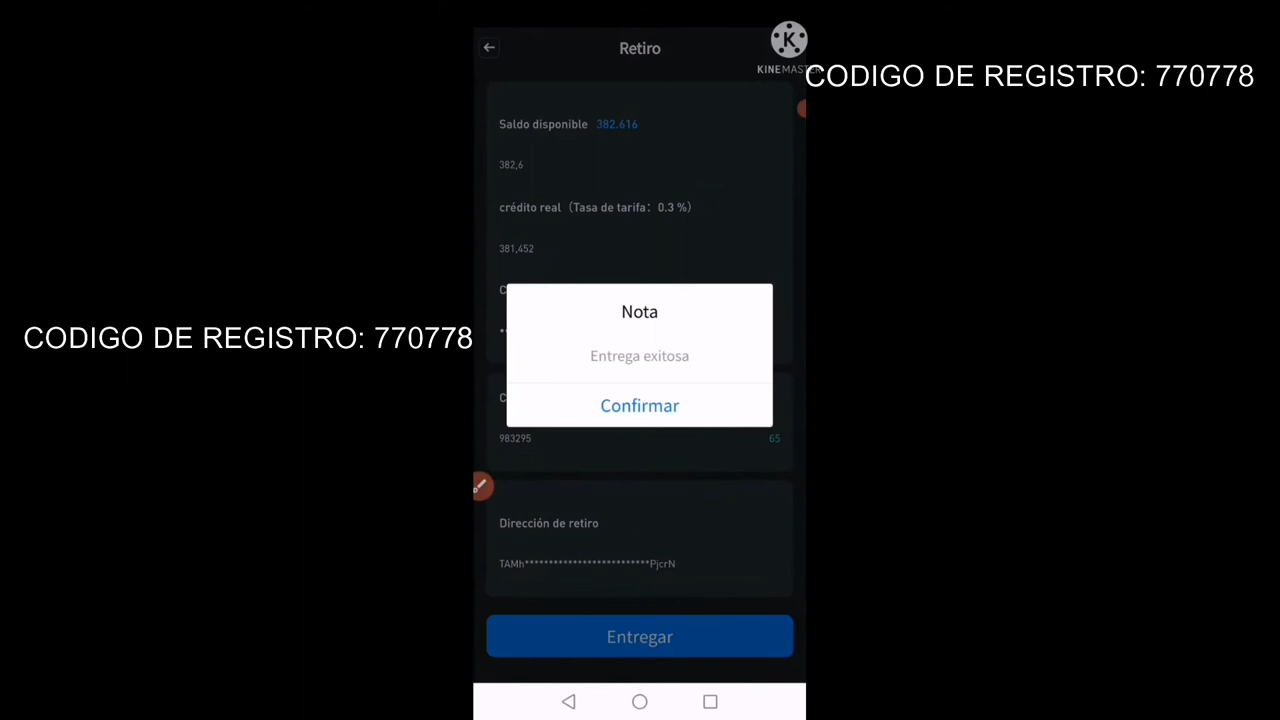 Retiro
K
KINEMASTER
CODIGO DE REGISTRO: 770778
Saldo disponible 382.616
382,6
crédito real（Tasa de tarifa：0.3 %）
381,452
C
Nota
CODIGO DE REGISTRO: 770778
Entrega exitosa
C
Confirmar
983295 65
Dirección de retiro
TAMh**************************PjcrN
Entregar